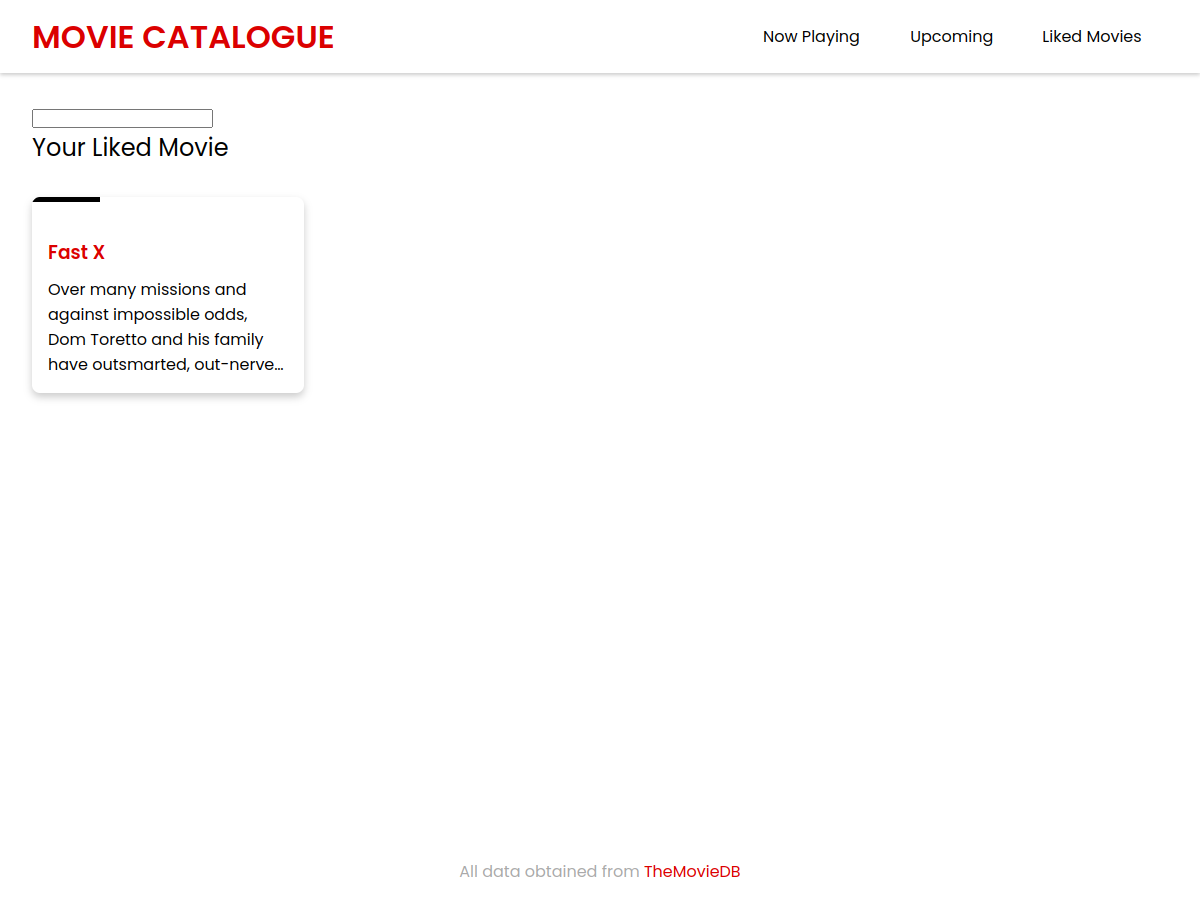 MOVIE CATALOGUE
Now Playing
Upcoming
Liked Movies
Your Liked Movie
Fast X
Over many missions and
against impossible odds,
Dom Toretto and his family
have outsmarted, out-nerve…
All data obtained from TheMovieDB